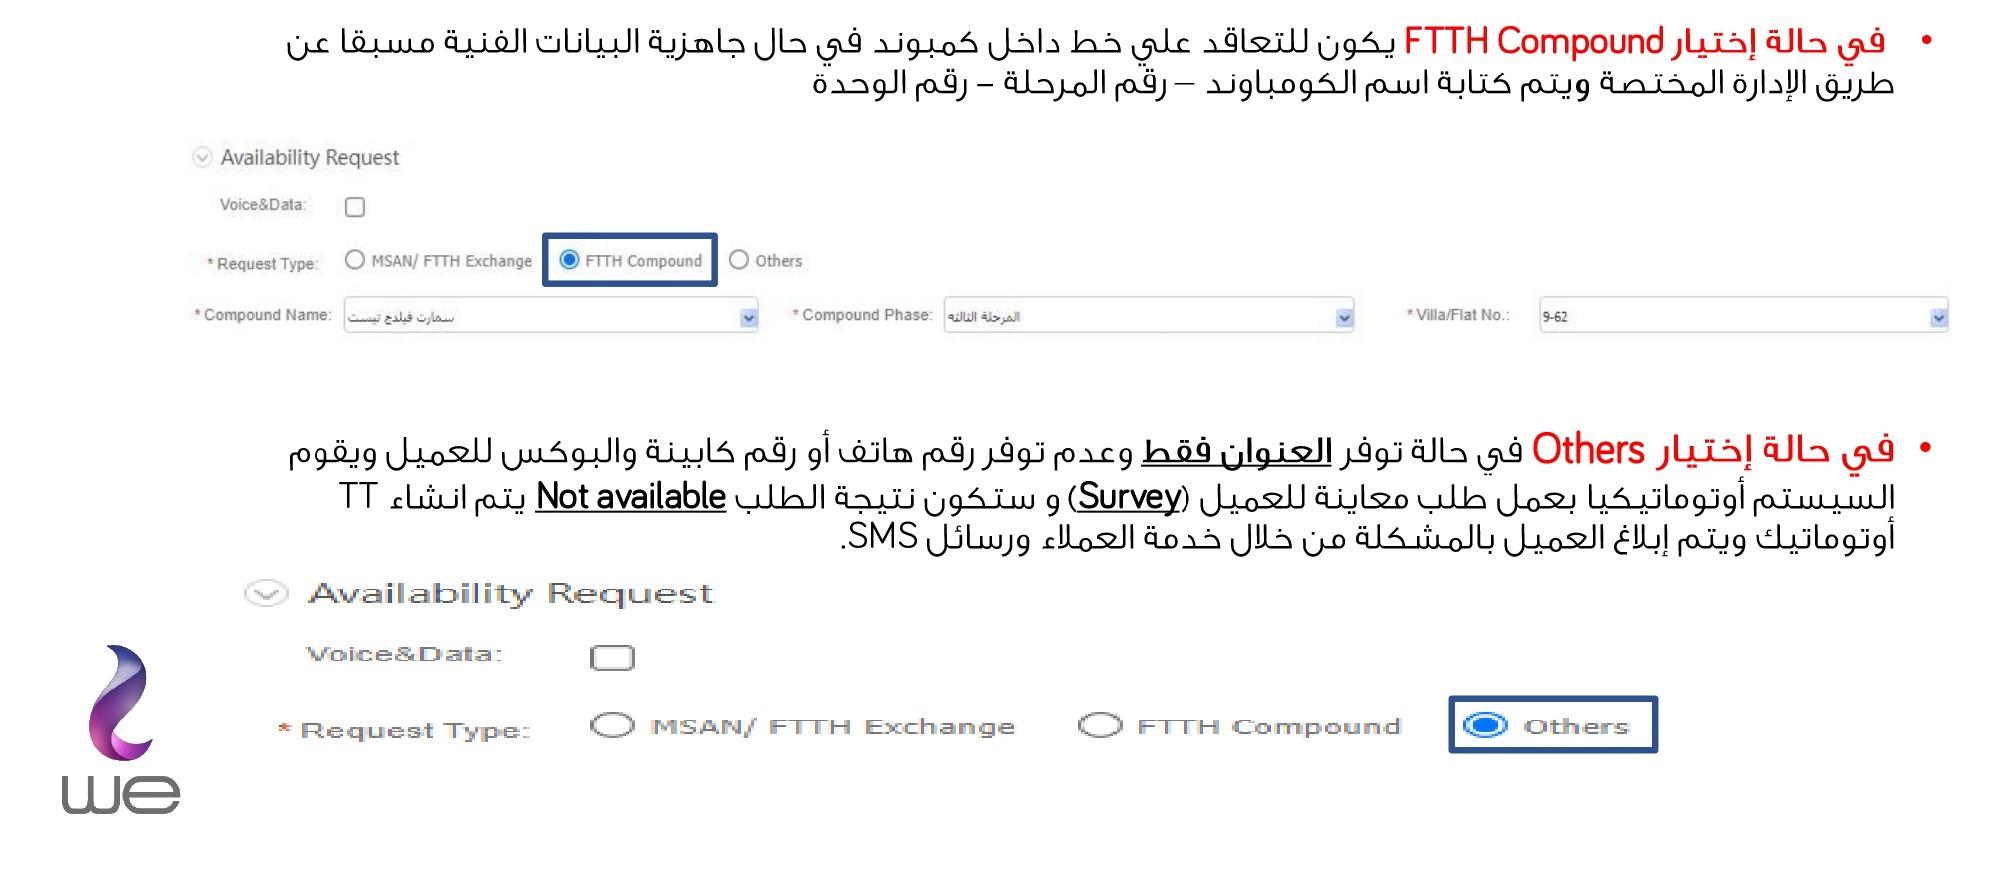 • في حالة إختيار FTTH Compound يكون للتعاقد علي خط داخل كمبوند في حال جاهزية البيانات الفنية مسبقا عن
طريق الإدارة المختصة ويتم كتابة اسم الكومباوند – رقم المرحلة – رقم الوحدة
Availability Request
Voice&Data:
* Request Type: MSAN/ FTTH Exchange FTTH Compound Others
* Compound Name: سمارت فيلدج تيست * Compound Phase: المرحلة الثالثه * Villa/Flat No.: 9-62
• في حالة إختيار Others في حالة توفر العنوان فقط وعدم توفر رقم هاتف أو رقم كابينة والبوكس للعميل ويقوم
السيستم أوتوماتيكيا بعمل طلب معاينة للعميل (Survey) و ستكون نتيجة الطلب Not available يتم انشاء TT
أوتوماتيك ويتم إبلاغ العميل بالمشكلة من خلال خدمة العملاء ورسائل SMS.
Availability Request
Voice&Data:
* Request Type: MSAN/ FTTH Exchange FTTH Compound Others
we